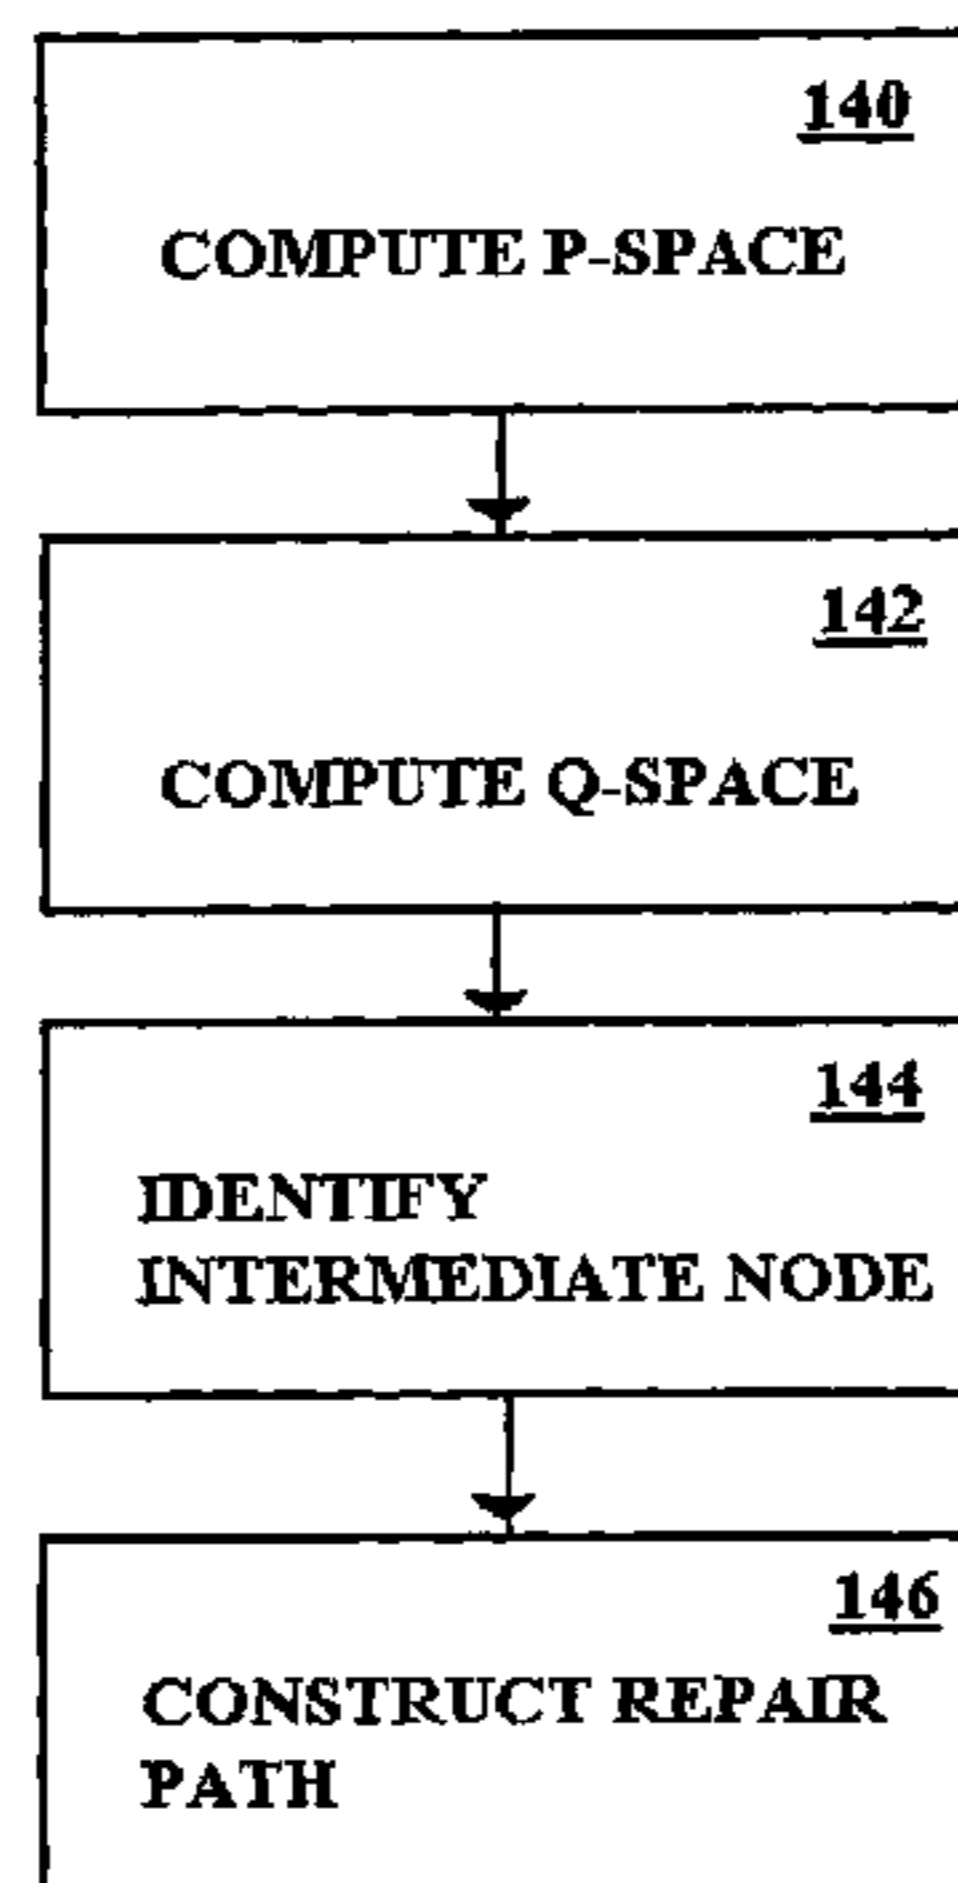 140
COMPUTE P-SPACE
142
COMPUTE Q-SPACE
144
IDENTIFY
INTERMEDIATE NODE
146
CONSTRUCT REPAIR
PATH